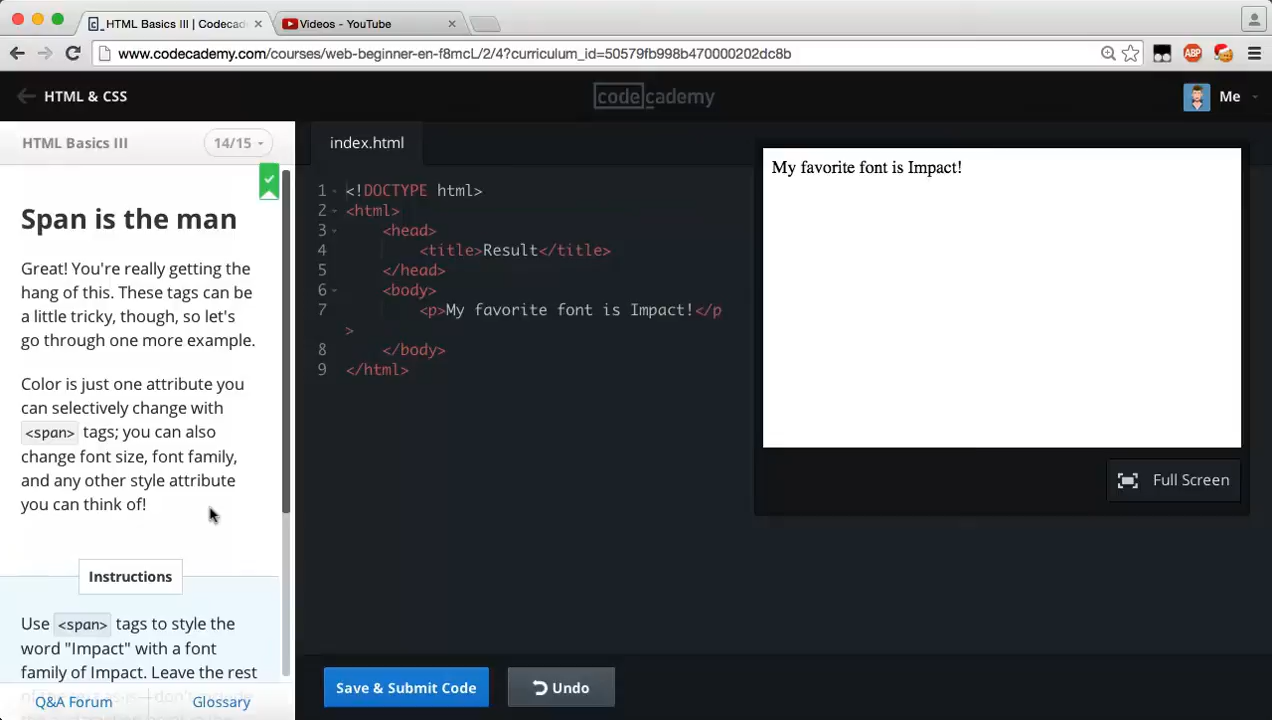 HTML Basics III | Codecad
Videos - YouTube
www.codecademy.com/courses/web-beginner-en-f8mcL/2/4?curriculum_id=50579fb998b470000202dc8b
ABP
HTML & CSS
codecademy
Me
HTML Basics III
14/15
index.html
Span is the man
Great! You're really getting the
hang of this. These tags can be
a little tricky, though, so let's
go through one more example.
Color is just one attribute you
can selectively change with
<span> tags; you can also
change font size, font family,
and any other style attribute
you can think of!
Instructions
Use <span> tags to style the
word "Impact" with a font
family of Impact. Leave the rest
Q&A Forum
Glossary
1 <!DOCTYPE html>
2 <html>
3 <head>
4 <title>Result</title>
5 </head>
6 <body>
7 <p>My favorite font is Impact!</p
>
8 </body>
9 </html>
My favorite font is Impact!
Full Screen
Save & Submit Code
Undo